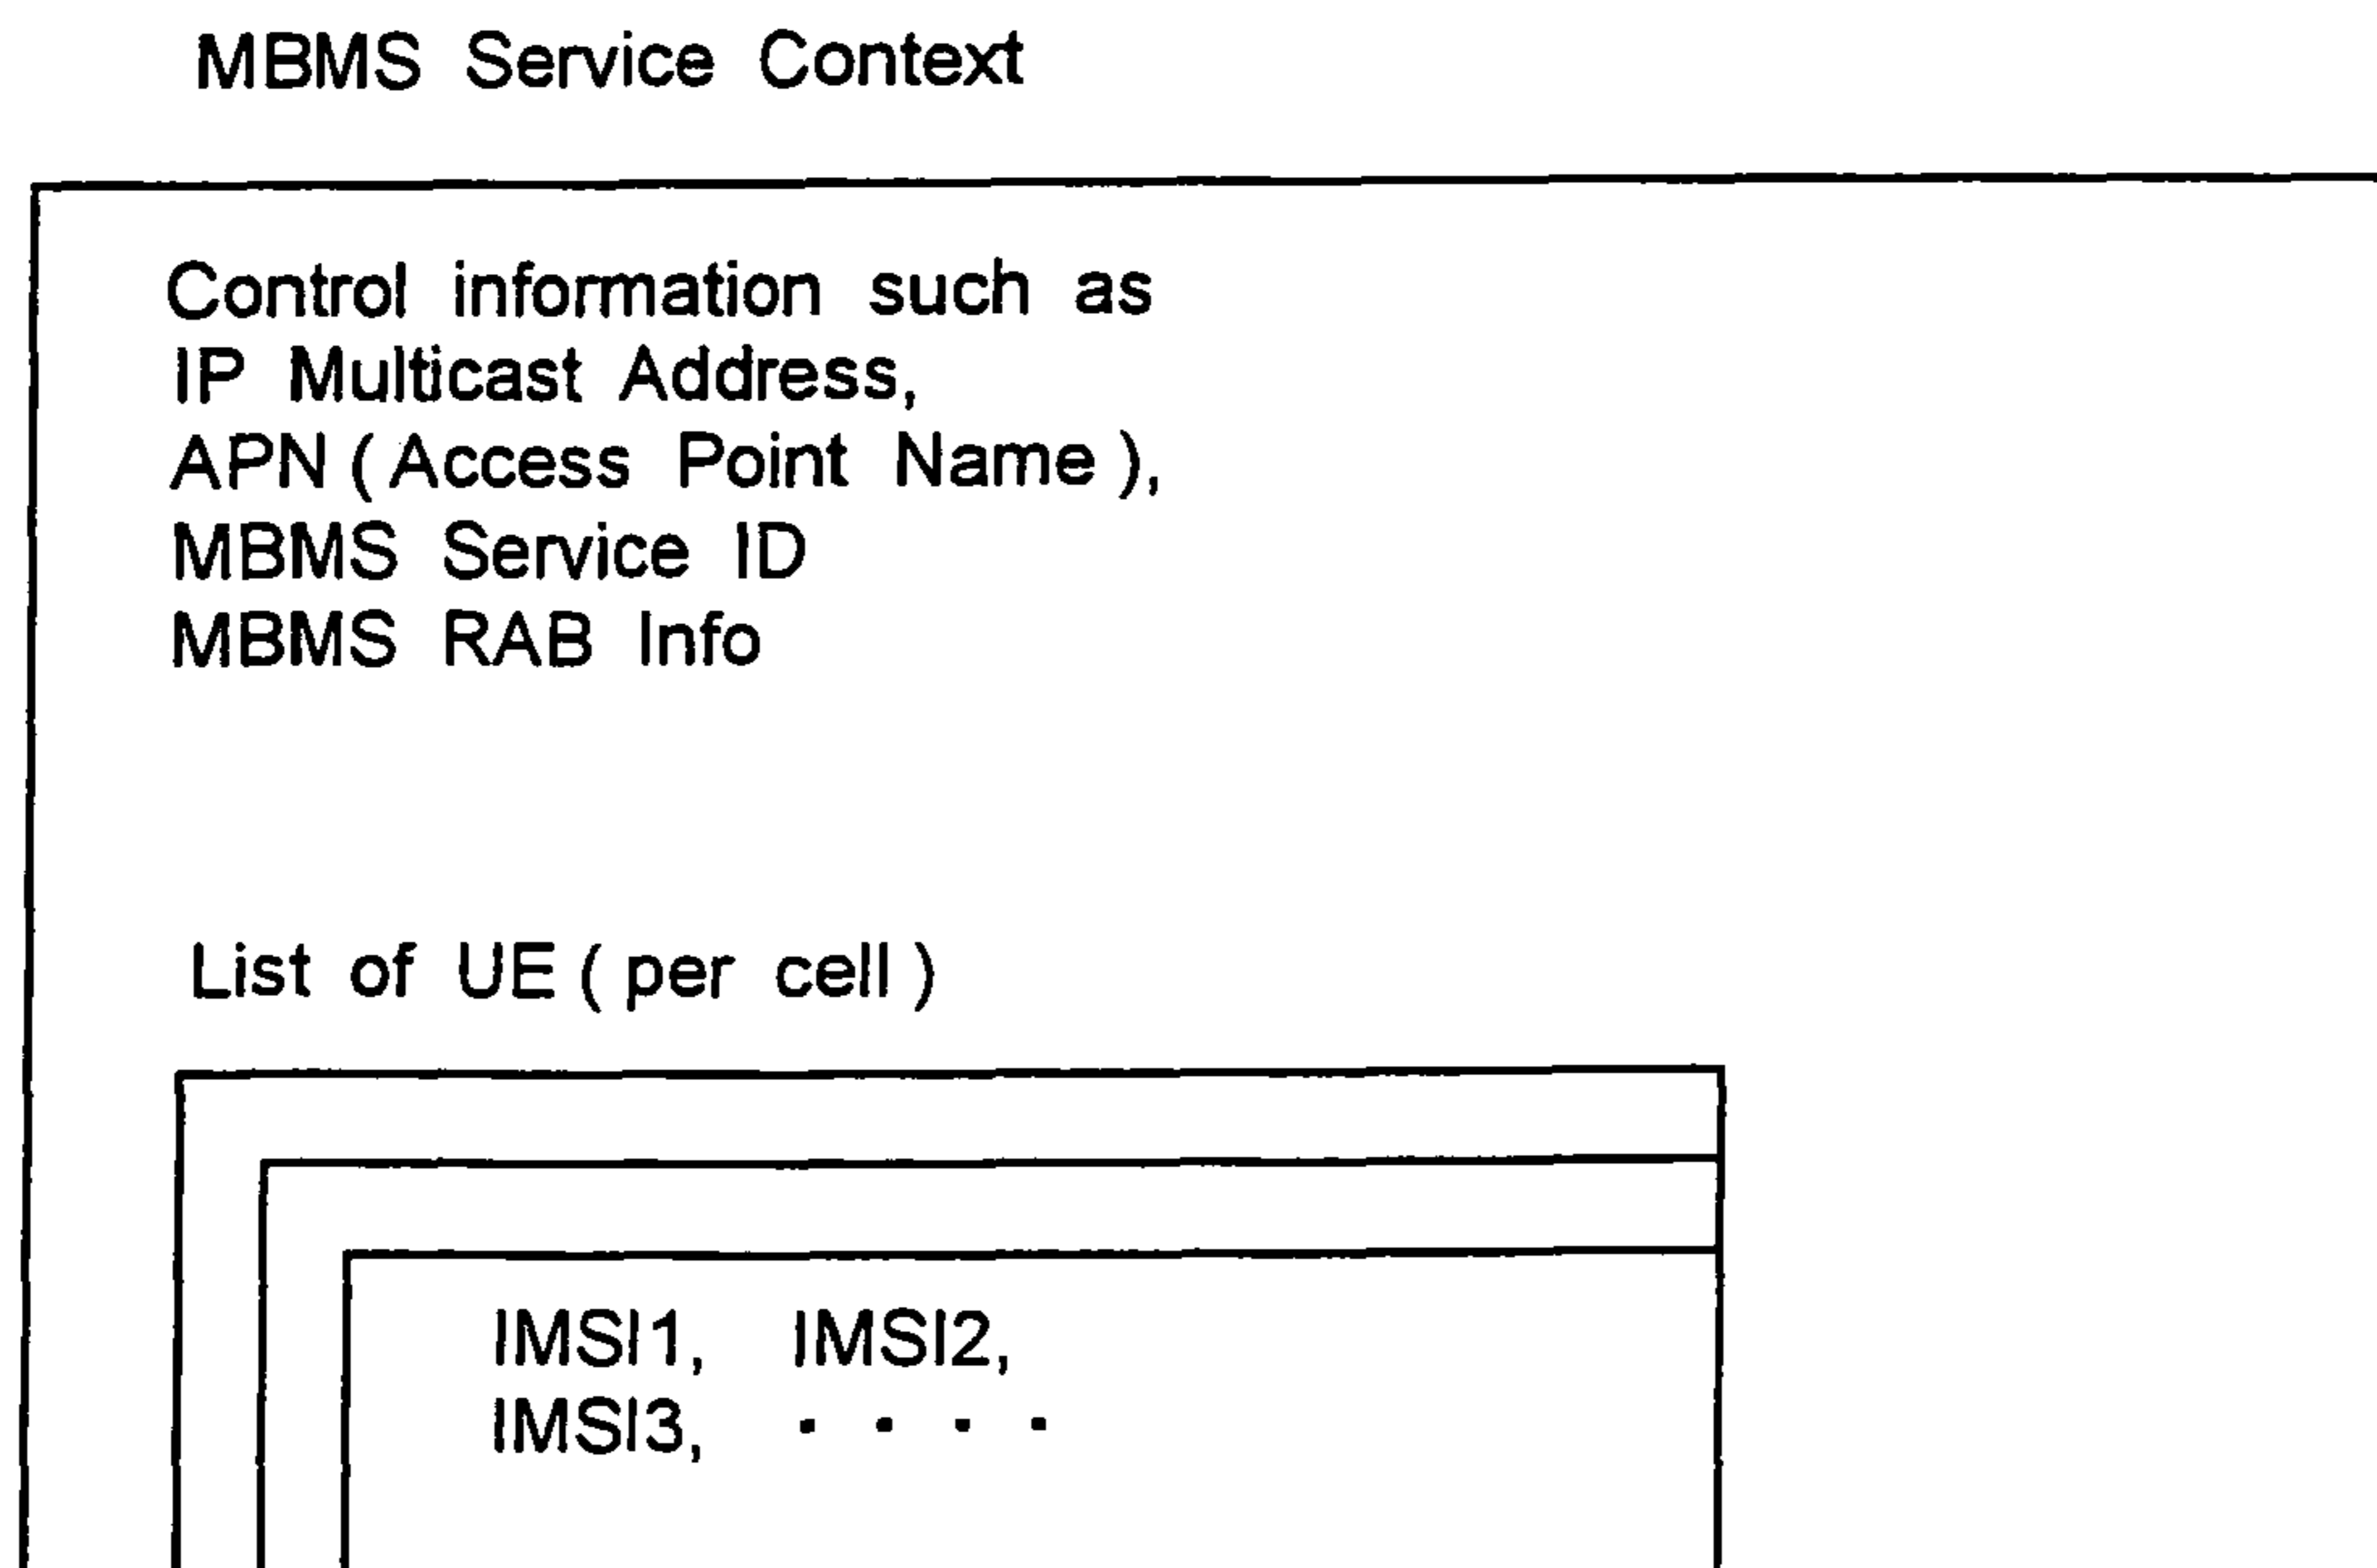 MBMS Service Context
Control information such as
IP Multicast Address,
APN ( Access Point Name ),
MBMS Service ID
MBMS RAB Info
List of UE ( per cell )
IMSI1, IMSI2,
IMSI3, · · · ·